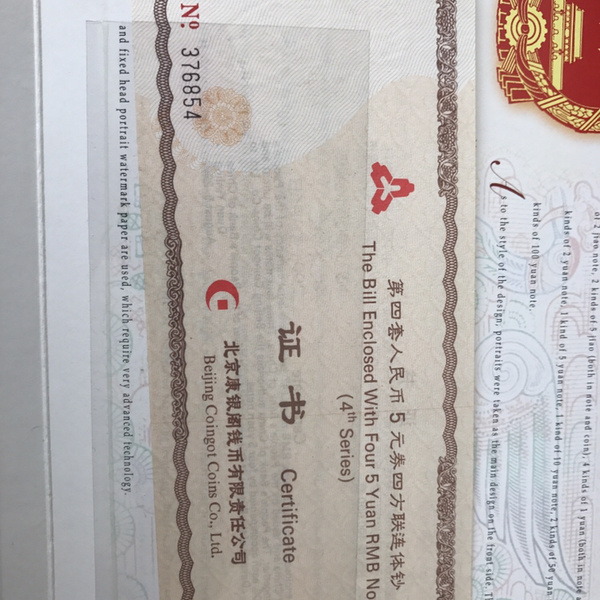 第四套人民币5元券四方联连体钞
The Bill Enclosed With Four 5 Yuan RMB No
(4th Series)
证书 Certificate
北京康银阁钱币有限责任公司
Beijing Coingot Coins Co., Ltd.
Nº 376854
of 2 jiao note, 2 kinds of 5 jiao (both in note and coin); 4 kinds of 1 yuan (both in note a
kinds of 2 yuan note, 1 kind of 5 yuan note, 1 kind of 10 yuan note, 2 kinds of 50 yuan
kinds of 100 yuan note.
As to the style of the design, portraits were taken as the main design on the front side. T
and fixed head portrait watermark paper are used, which require very advanced technology.